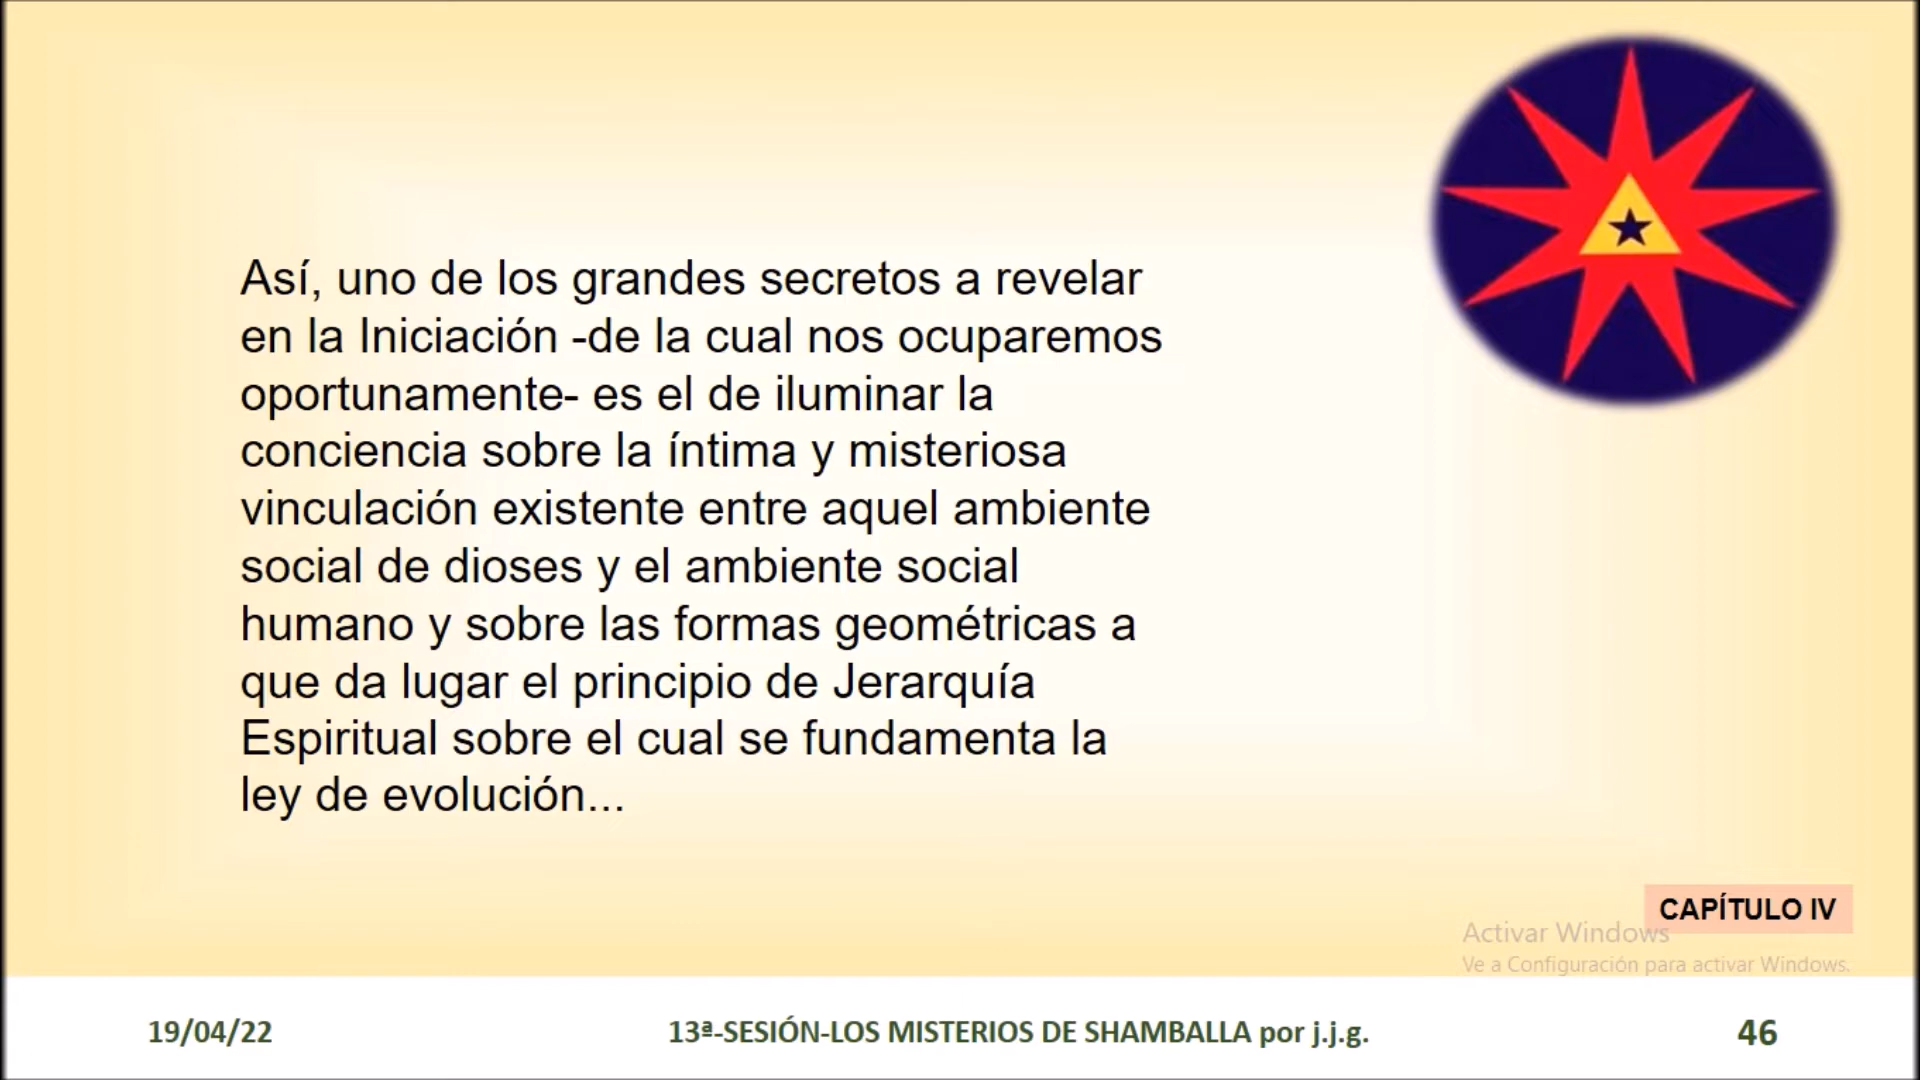 Así, uno de los grandes secretos a revelar
en la Iniciación -de la cual nos ocuparemos
oportunamente- es el de iluminar la
conciencia sobre la íntima y misteriosa
vinculación existente entre aquel ambiente
social de dioses y el ambiente social
humano y sobre las formas geométricas a
que da lugar el principio de Jerarquía
Espiritual sobre el cual se fundamenta la
ley de evolución...
CAPÍTULO IV
Activar Windows
Ve a Configuración para activar Windows.
19/04/22
13ª-SESIÓN-LOS MISTERIOS DE SHAMBALLA por j.j.g.
46